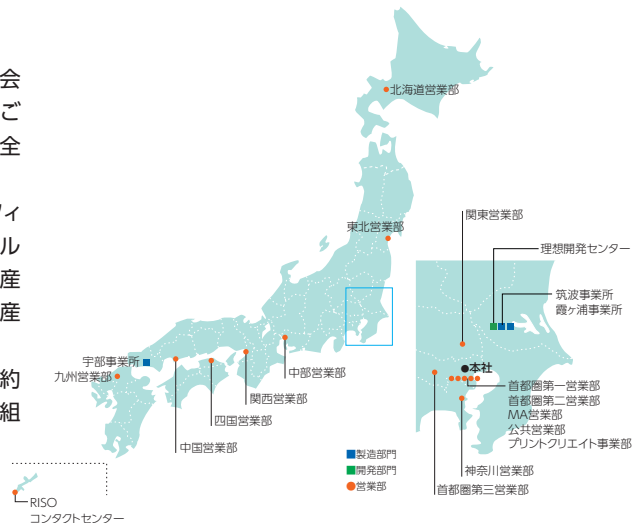 会
ご
全
ィ
ル
産
産
約
組
北海道営業部
東北営業部
関東営業部
理想開発センター
筑波事業所
霞ヶ浦事業所
本社
首都圏第一営業部
首都圏第二営業部
MA営業部
公共営業部
プリントクリエイト事業部
神奈川営業部
首都圏第三営業部
宇部事業所
九州営業部
中部営業部
関西営業部
四国営業部
中国営業部
製造部門
開発部門
営業部
RISO
コンタクトセンター